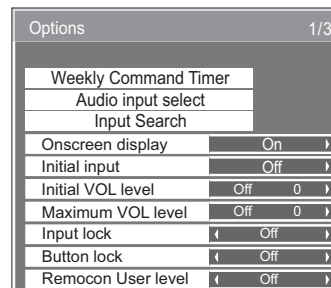 Options 1/3
Weekly Command Timer
Audio input select
Input Search
Onscreen display On
Initial input Off
Initial VOL level Off 0
Maximum VOL level Off 0
Input lock Off
Button lock Off
Remocon User level Off